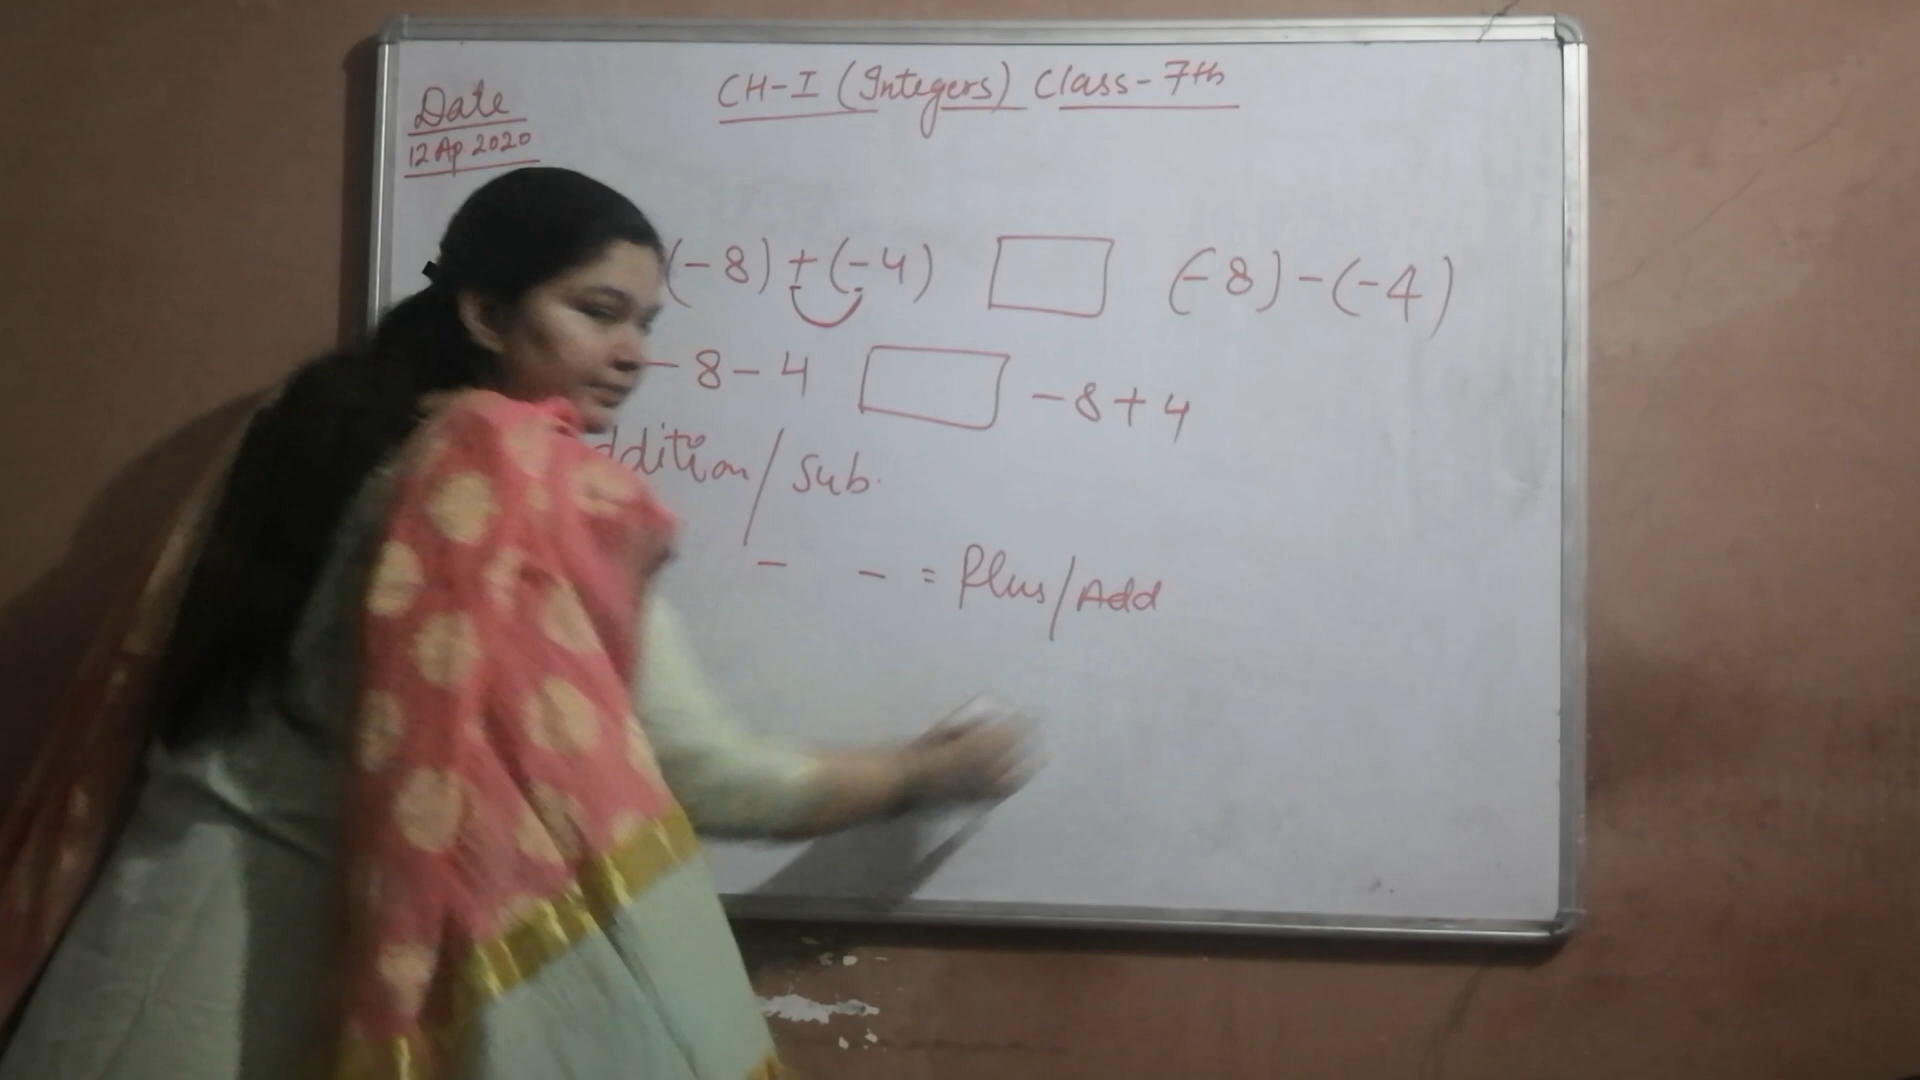 CH-I (Integers) Class-7th
Date
12 Ap 2020
(-8) + (-4) (-8) - (-4)
- 8 - 4 - 8 + 4
ddition / Sub.
- - = Plus/Add